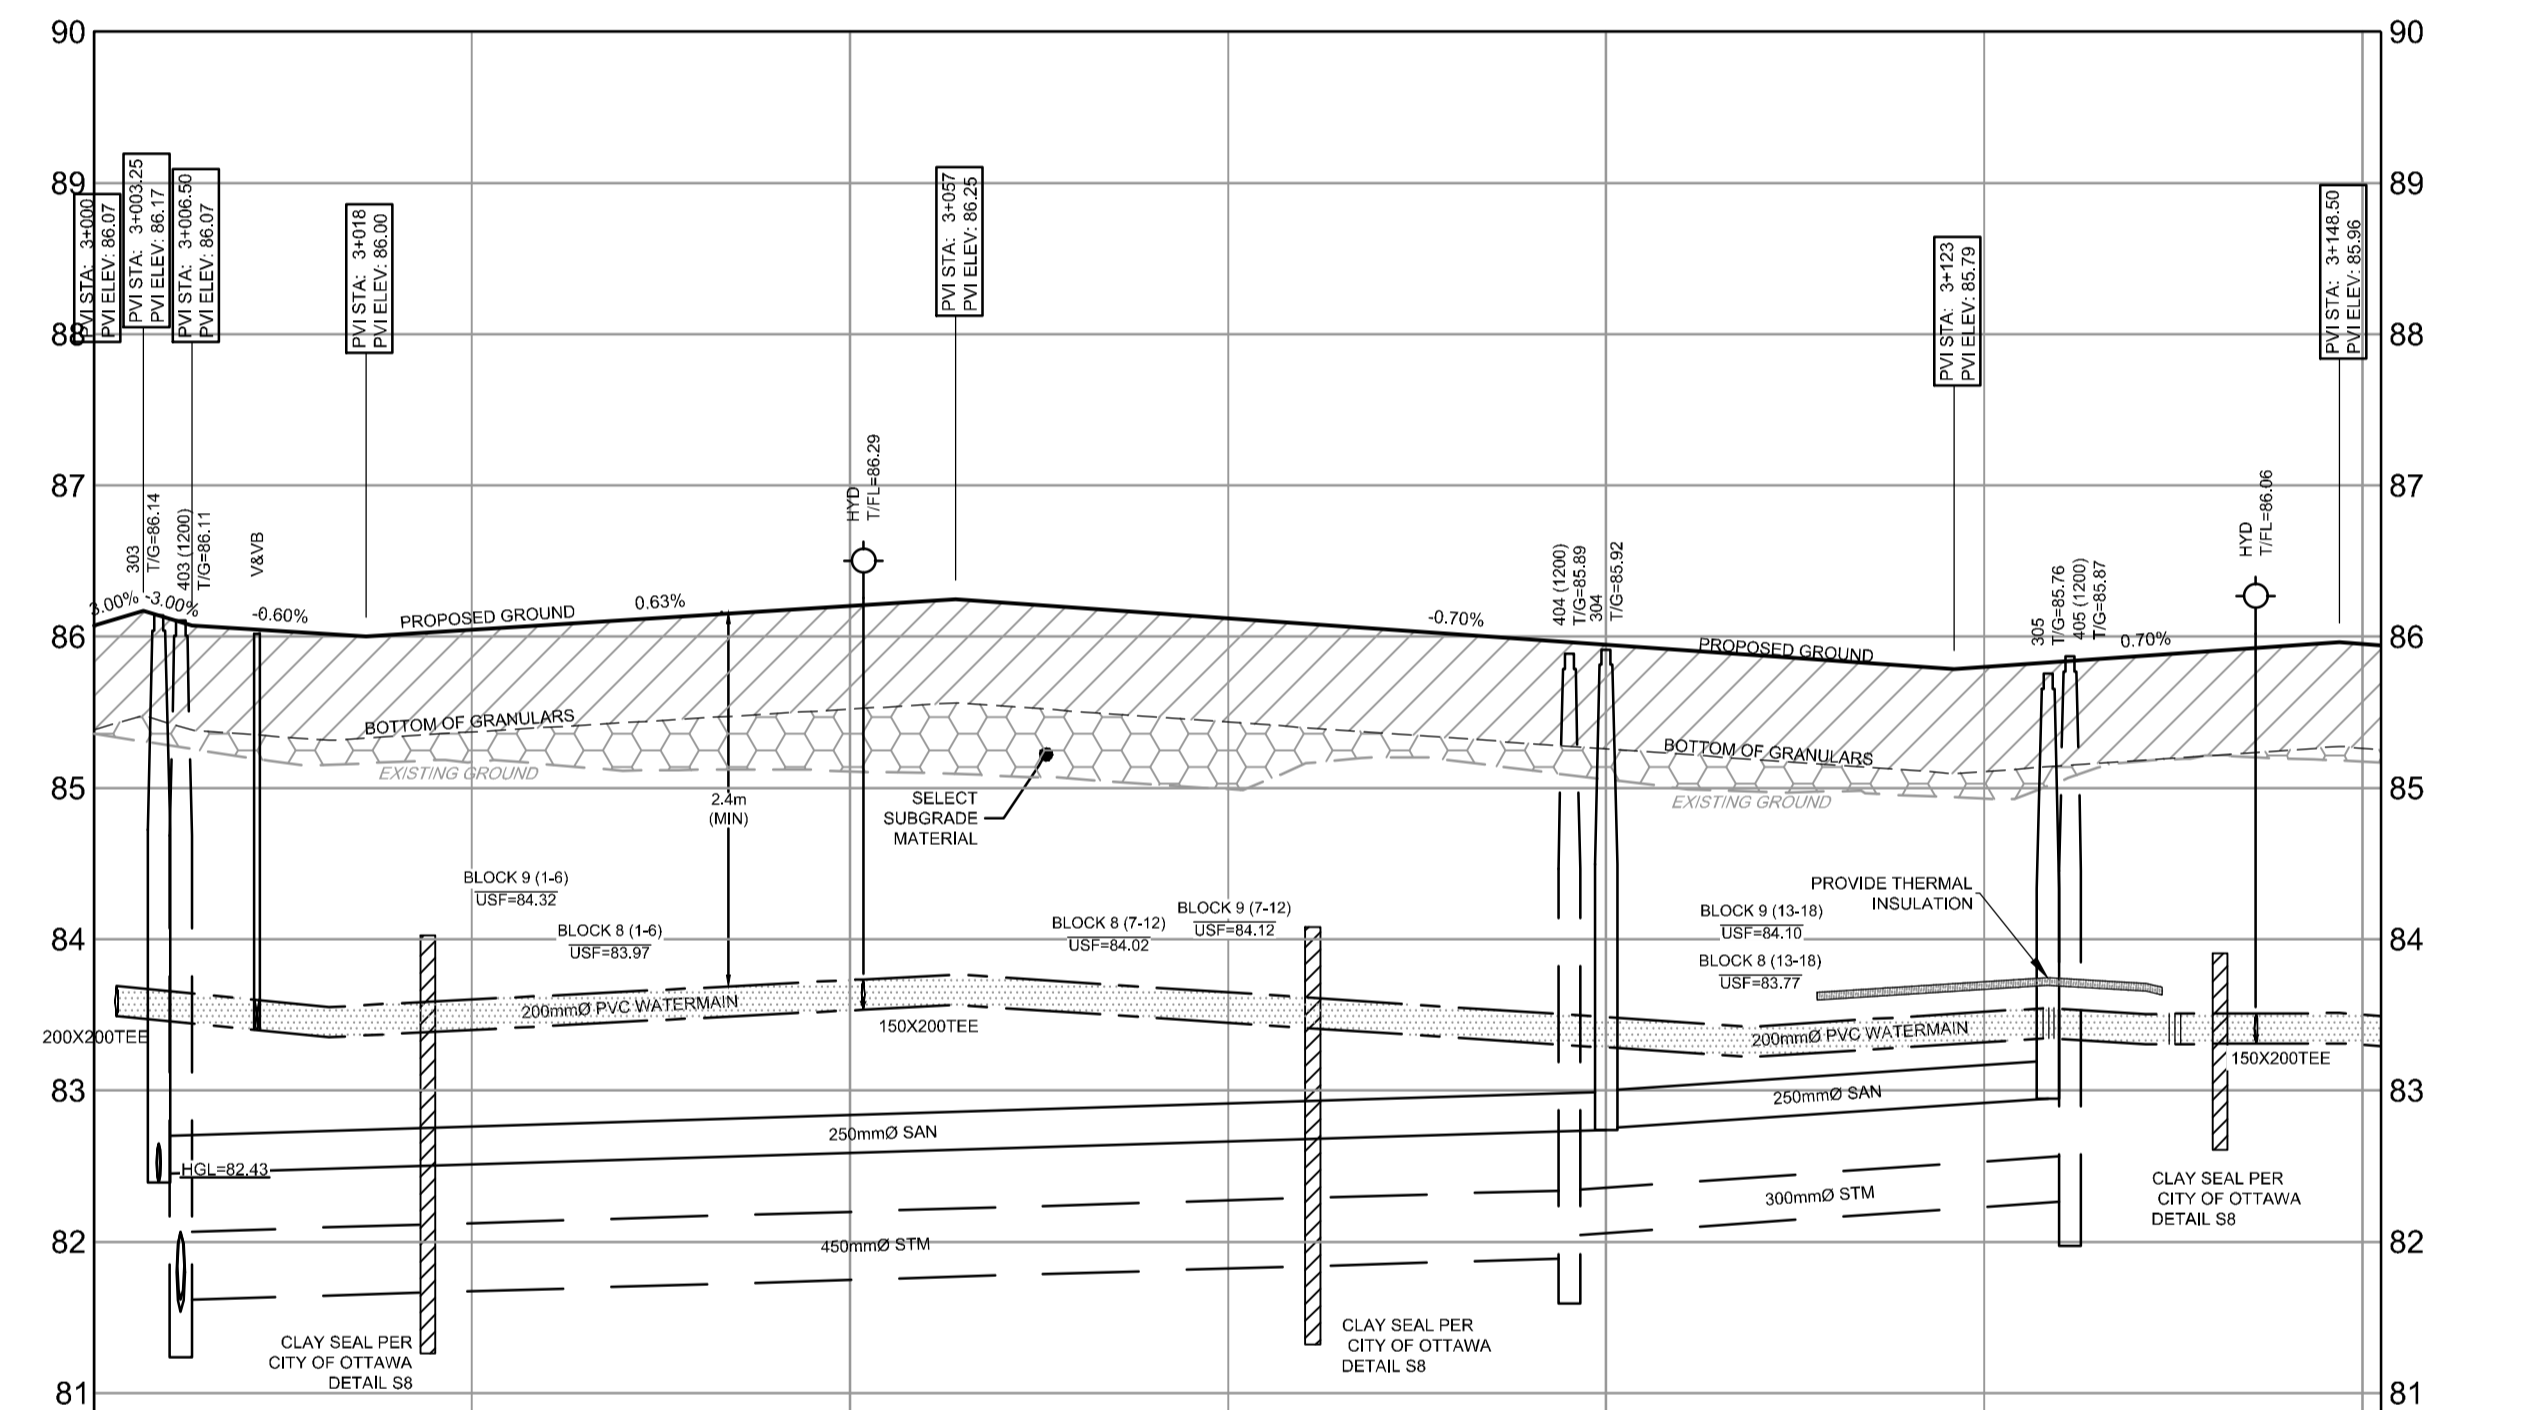 90
90
89
89
88
88
87
87
86
86
85
85
84
84
83
83
82
82
81
81
PVI STA: 3+000
PVI ELEV: 86.07
PVI STA: 3+003.25
PVI ELEV: 86.17
PVI STA: 3+006.50
PVI ELEV: 86.07
PVI STA: 3+018
PVI ELEV: 86.00
PVI STA: 3+057
PVI ELEV: 86.25
PVI STA: 3+123
PVI ELEV: 85.79
PVI STA: 3+148.50
PVI ELEV: 85.96
303
T/G=86.14
403 (1200)
T/G=86.11
V&VB
HYD
T/FL=86.29
404 (1200)
T/G=85.89
304
T/G=85.92
305
T/G=85.76
405 (1200)
T/G=85.87
HYD
T/FL=86.06
3.00%
-3.00%
-0.60%
PROPOSED GROUND
0.63%
-0.70%
PROPOSED GROUND
0.70%
BOTTOM OF GRANULARS
EXISTING GROUND
BOTTOM OF GRANULARS
EXISTING GROUND
2.4m
(MIN)
SELECT
SUBGRADE
MATERIAL
BLOCK 9 (1-6)
USF=84.32
BLOCK 8 (1-6)
USF=83.97
BLOCK 8 (7-12)
USF=84.02
BLOCK 9 (7-12)
USF=84.12
BLOCK 9 (13-18)
USF=84.10
BLOCK 8 (13-18)
USF=83.77
PROVIDE THERMAL
INSULATION
200mmØ PVC WATERMAIN
200mmØ PVC WATERMAIN
200X200TEE
150X200TEE
150X200TEE
250mmØ SAN
250mmØ SAN
HGL=82.43
450mmØ STM
300mmØ STM
CLAY SEAL PER
CITY OF OTTAWA
DETAIL S8
CLAY SEAL PER
CITY OF OTTAWA
DETAIL S8
CLAY SEAL PER
CITY OF OTTAWA
DETAIL S8